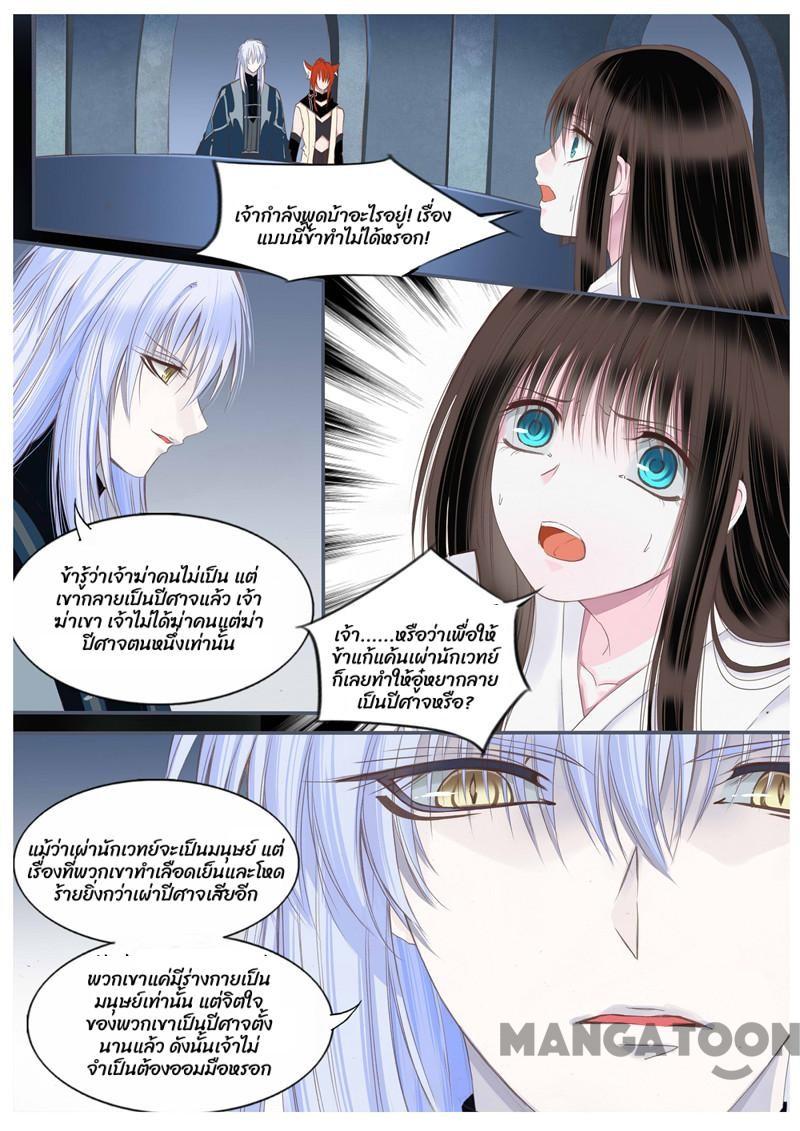 เจ้ากำลังพูดบ้าอะไรอยู่! เรื่อง
แบบนี้ข้าทำไม่ได้หรอก!
ข้ารู้ว่าเจ้าฆ่าคนไม่เป็น แต่
เขากลายเป็นปีศาจแล้ว เจ้า
ฆ่าเขา เจ้าไม่ได้ฆ่าคนแต่ฆ่า
ปีศาจตนหนึ่งเท่านั้น
เจ้า......หรือว่าเพื่อให้
ข้าแก้แค้นเผ่านักเวทย์
ก็เลยทำให้อู๋หยากลาย
เป็นปีศาจหรือ?
แม้ว่าเผ่านักเวทย์จะเป็นมนุษย์ แต่
เรื่องที่พวกเขาทำเลือดเย็นและโหด
ร้ายยิ่งกว่าเผ่าปีศาจเสียอีก
พวกเขาแค่มีร่างกายเป็น
มนุษย์เท่านั้น แต่จิตใจ
ของพวกเขาเป็นปีศาจตั้ง
นานแล้ว ดังนั้นเจ้าไม่
จำเป็นต้องออมมือหรอก
MANGATOON